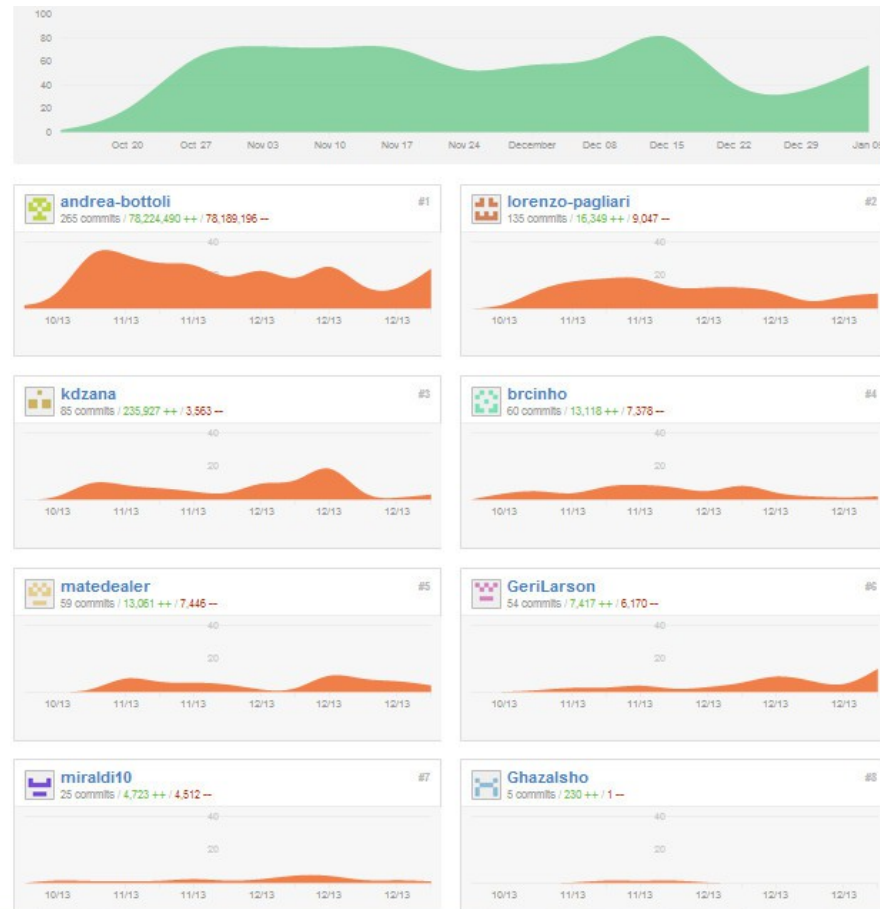 100
80
60
40
20
0
Oct 20 Oct 27 Nov 03 Nov 10 Nov 17 Nov 24 December Dec 08 Dec 15 Dec 22 Dec 29 Jan 05
andrea-bottoli #1
265 commits / 78,224,490 ++ / 78,189,196 --
40
20
10/13 11/13 11/13 12/13 12/13 12/13
lorenzo-pagliari #2
135 commits / 16,349 ++ / 9,047 --
40
20
10/13 11/13 11/13 12/13 12/13 12/13
kdzana #3
85 commits / 235,927 ++ / 3,563 --
40
20
10/13 11/13 11/13 12/13 12/13 12/13
brcinho #4
60 commits / 13,118 ++ / 7,378 --
40
20
10/13 11/13 11/13 12/13 12/13 12/13
matedealer #5
59 commits / 13,061 ++ / 7,446 --
40
20
10/13 11/13 11/13 12/13 12/13 12/13
GeriLarson #6
54 commits / 7,417 ++ / 6,170 --
40
20
10/13 11/13 11/13 12/13 12/13 12/13
miraldi10 #7
25 commits / 4,723 ++ / 4,512 --
40
20
10/13 11/13 11/13 12/13 12/13 12/13
Ghazalsho #8
5 commits / 230 ++ / 1 --
40
20
10/13 11/13 11/13 12/13 12/13 12/13